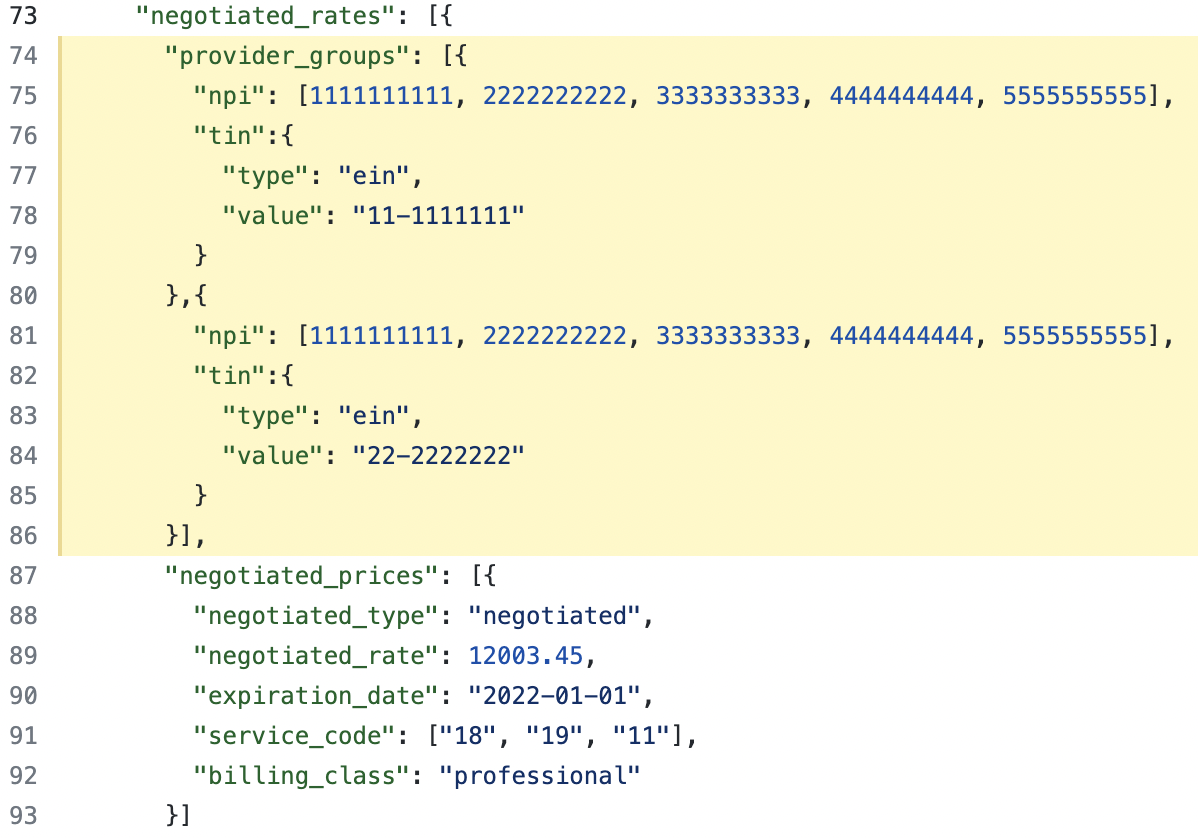 73 "negotiated_rates": [{
74 "provider_groups": [{
75 "npi": [1111111111, 2222222222, 3333333333, 4444444444, 5555555555],
76 "tin":{
77 "type": "ein",
78 "value": "11-1111111"
79 }
80 },{
81 "npi": [1111111111, 2222222222, 3333333333, 4444444444, 5555555555],
82 "tin":{
83 "type": "ein",
84 "value": "22-2222222"
85 }
86 }],
87 "negotiated_prices": [{
88 "negotiated_type": "negotiated",
89 "negotiated_rate": 12003.45,
90 "expiration_date": "2022-01-01",
91 "service_code": ["18", "19", "11"],
92 "billing_class": "professional"
93 }]